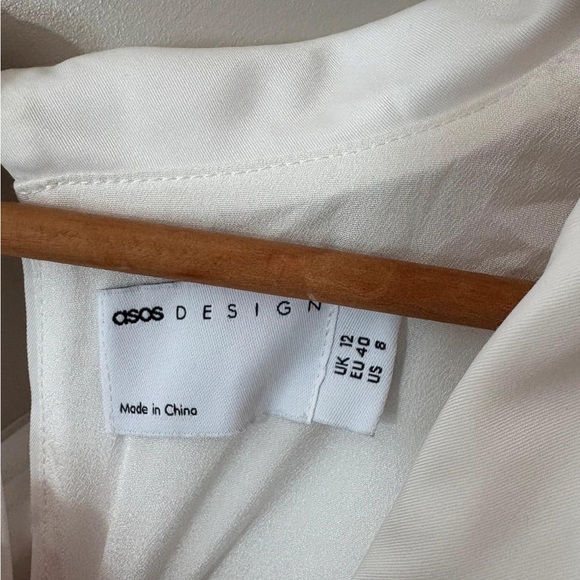 asos DESIGN
Made in China
UK 12
EU 40
US 8